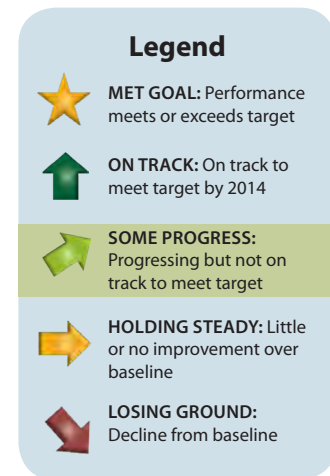 Legend
MET GOAL: Performance
meets or exceeds target
ON TRACK: On track to
meet target by 2014
SOME PROGRESS:
Progressing but not on
track to meet target
HOLDING STEADY: Little
or no improvement over
baseline
LOSING GROUND:
Decline from baseline